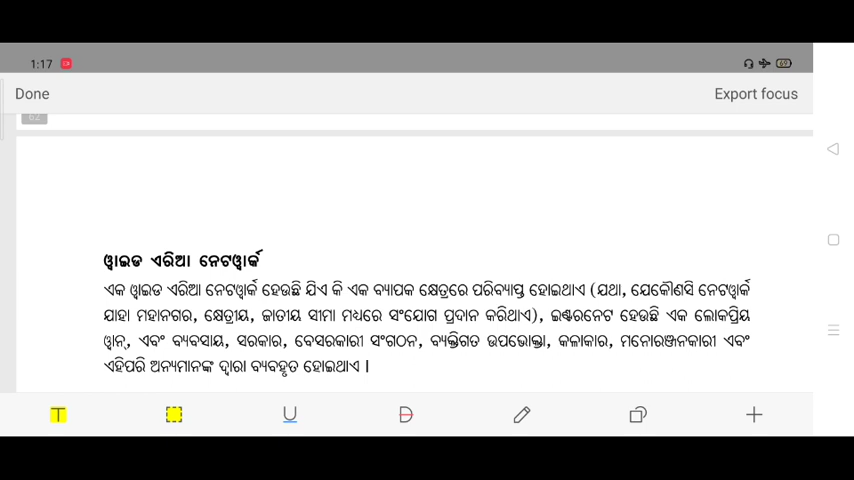 1:17
69
Done
Export focus
62
ୱାଇଡ ଏରିଆ ନେଟୱାର୍କ
ଏକ ୱାଇଡ ଏରିଆ ନେଟୱାର୍କ ହେଉଛି ଯିଏ କି ଏକ ବ୍ୟାପକ କ୍ଷେତ୍ରରେ ପରିବ୍ୟାପ୍ତ ହୋଇଥାଏ (ଯଥା, ଯେକୌଣସି ନେଟୱାର୍କ
ଯାହା ମହାନଗର, କ୍ଷେତ୍ରୀୟ, ଜାତୀୟ ସୀମା ମଧ୍ୟରେ ସଂଯୋଗ ପ୍ରଦାନ କରିଥାଏ), ଇଣ୍ଟରନେଟ ହେଉଛି ଏକ ଲୋକପ୍ରିୟ
ୱାନ୍, ଏବଂ ବ୍ୟବସାୟ, ସରକାର, ବେସରକାରୀ ସଂଗଠନ, ବ୍ୟକ୍ତିଗତ ଉପଭୋକ୍ତା, କଳାକାର, ମନୋରଞ୍ଜନକାରୀ ଏବଂ
ଏହିପରି ଅନ୍ୟମାନଙ୍କ ଦ୍ୱାରା ବ୍ୟବହୃତ ହୋଇଥାଏ ।